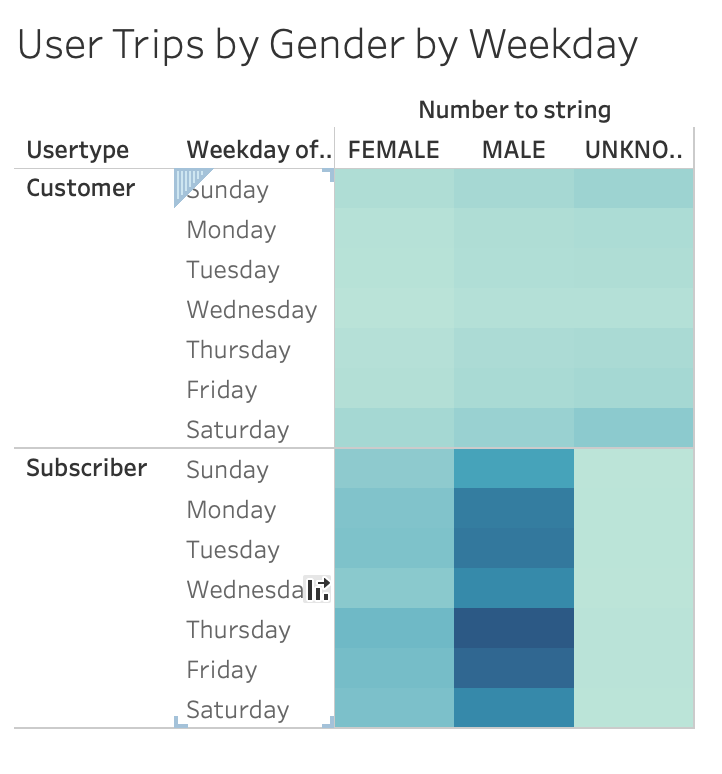 User Trips by Gender by Weekday
Number to string
Usertype Weekday of.. FEMALE MALE UNKNO..
Customer Sunday
Monday
Tuesday
Wednesday
Thursday
Friday
Saturday
Subscriber Sunday
Monday
Tuesday
Wednesda
Thursday
Friday
Saturday